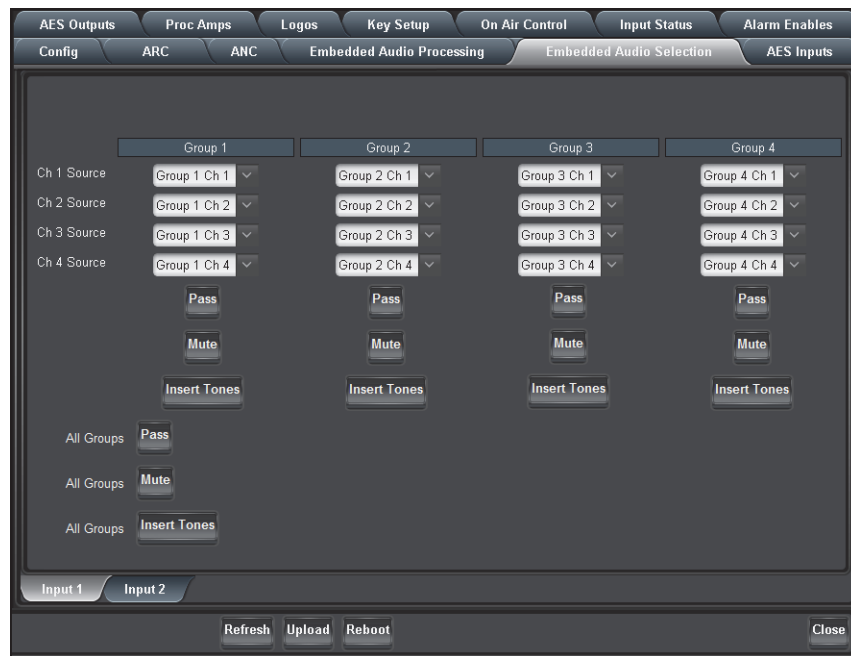 AES Outputs Proc Amps Logos Key Setup On Air Control Input Status Alarm Enables
Config ARC ANC Embedded Audio Processing Embedded Audio Selection AES Inputs
Group 1 Group 2 Group 3 Group 4
Ch 1 Source Group 1 Ch 1 Group 2 Ch 1 Group 3 Ch 1 Group 4 Ch 1
Ch 2 Source Group 1 Ch 2 Group 2 Ch 2 Group 3 Ch 2 Group 4 Ch 2
Ch 3 Source Group 1 Ch 3 Group 2 Ch 3 Group 3 Ch 3 Group 4 Ch 3
Ch 4 Source Group 1 Ch 4 Group 2 Ch 4 Group 3 Ch 4 Group 4 Ch 4
Pass Pass Pass Pass
Mute Mute Mute Mute
Insert Tones Insert Tones Insert Tones Insert Tones
All Groups Pass
All Groups Mute
All Groups Insert Tones
Input 1 Input 2
Refresh Upload Reboot Close